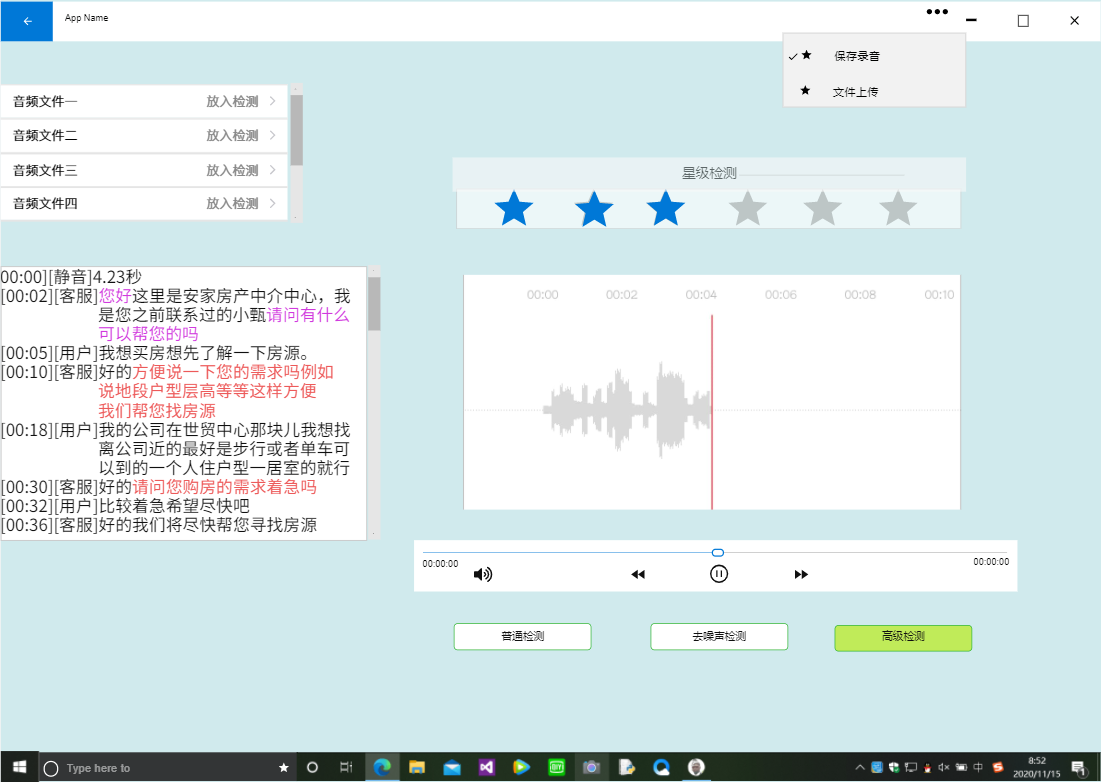 App Name
保存录音
文件上传
音频文件一 放入检测
音频文件二 放入检测
音频文件三 放入检测
音频文件四 放入检测
星级检测
00:00][静音]4.23秒
[00:02][客服]您好这里是安家房产中介中心，我
是您之前联系过的小甄请问有什么
可以帮您的吗
[00:05][用户]我想买房想先了解一下房源。
[00:10][客服]好的方便说一下您的需求吗例如
说地段户型层高等等这样方便
我们帮您找房源
[00:18][用户]我的公司在世贸中心那块儿我想找
离公司近的最好是步行或者单车可
以到的一个人住户型一居室的就行
[00:30][客服]好的请问您购房的需求着急吗
[00:32][用户]比较着急希望尽快吧
[00:36][客服]好的我们将尽快帮您寻找房源
00:00 00:02 00:04 00:06 00:08 00:10
00:00:00 00:00:00
普通检测 去噪声检测 高级检测
Type here to
中
8:52
2020/11/15
1